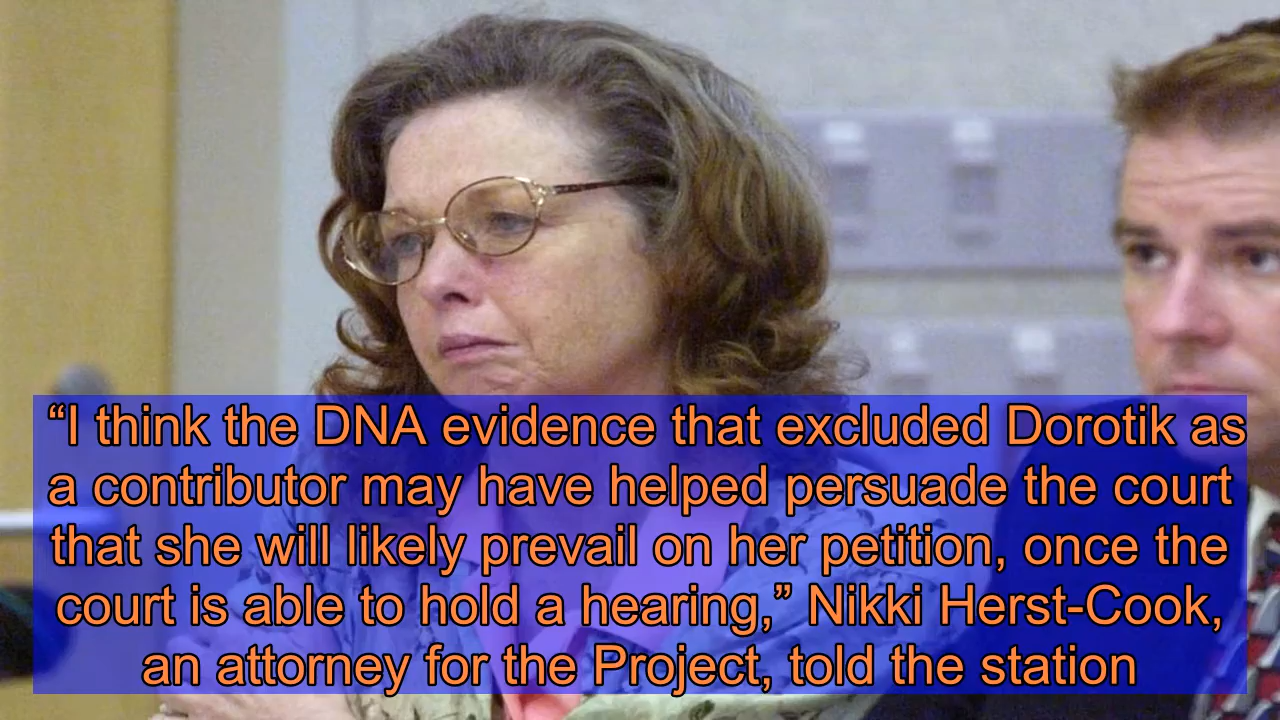 “I think the DNA evidence that excluded Dorotik as
a contributor may have helped persuade the court
that she will likely prevail on her petition, once the
court is able to hold a hearing,” Nikki Herst-Cook,
an attorney for the Project, told the station